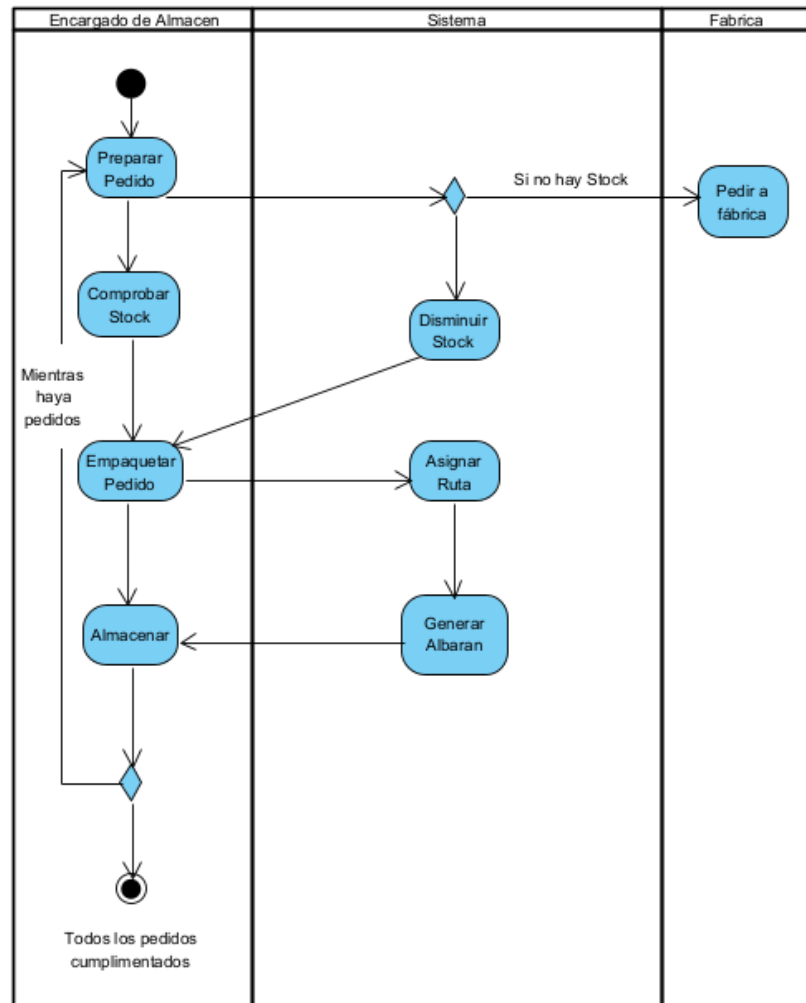 Encargado de Almacen
Sistema
Fabrica
Preparar
Pedido
Si no hay Stock
Pedir a
fábrica
Comprobar
Stock
Disminuir
Stock
Mientras
haya
pedidos
Empaquetar
Pedido
Asignar
Ruta
Almacenar
Generar
Albaran
Todos los pedidos
cumplimentados